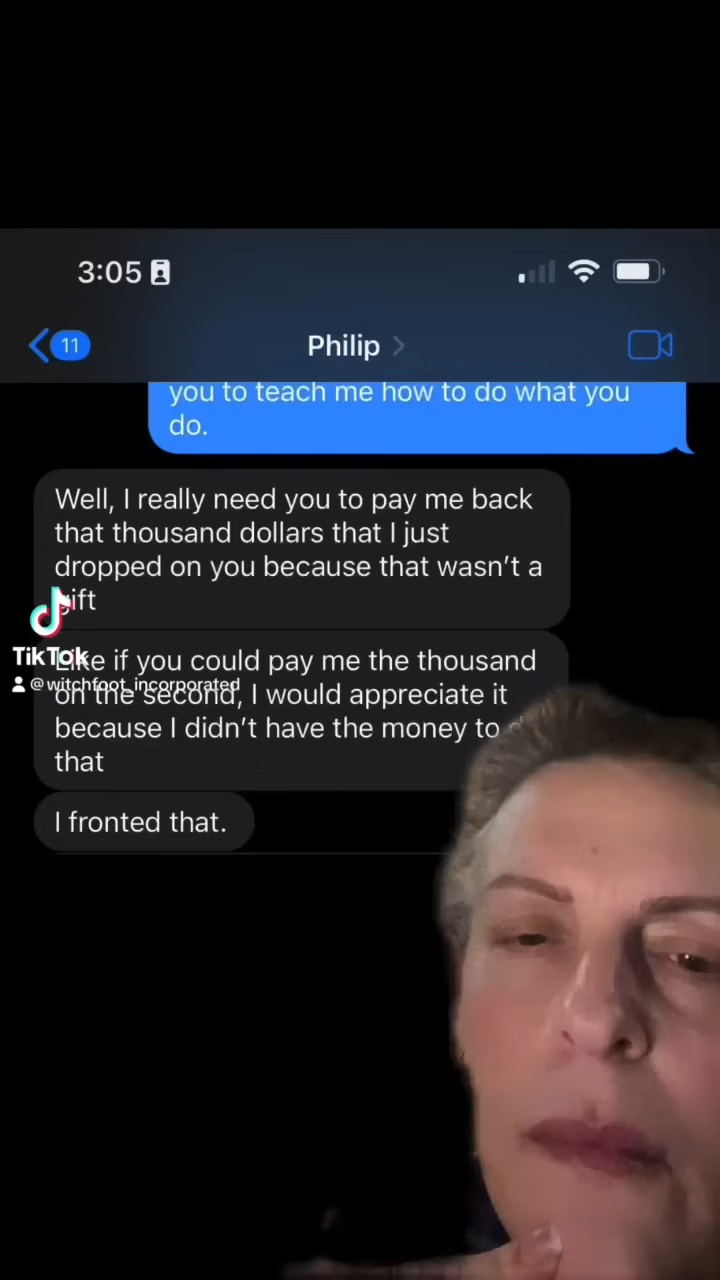 3:05
11
Philip
you to teach me how to do what you
do.
Well, I really need you to pay me back
that thousand dollars that I just
dropped on you because that wasn’t a
gift
Like if you could pay me the thousand
on the second, I would appreciate it
because I didn’t have the money to
that
I fronted that.
TikTok
@witchfoot_incorporated